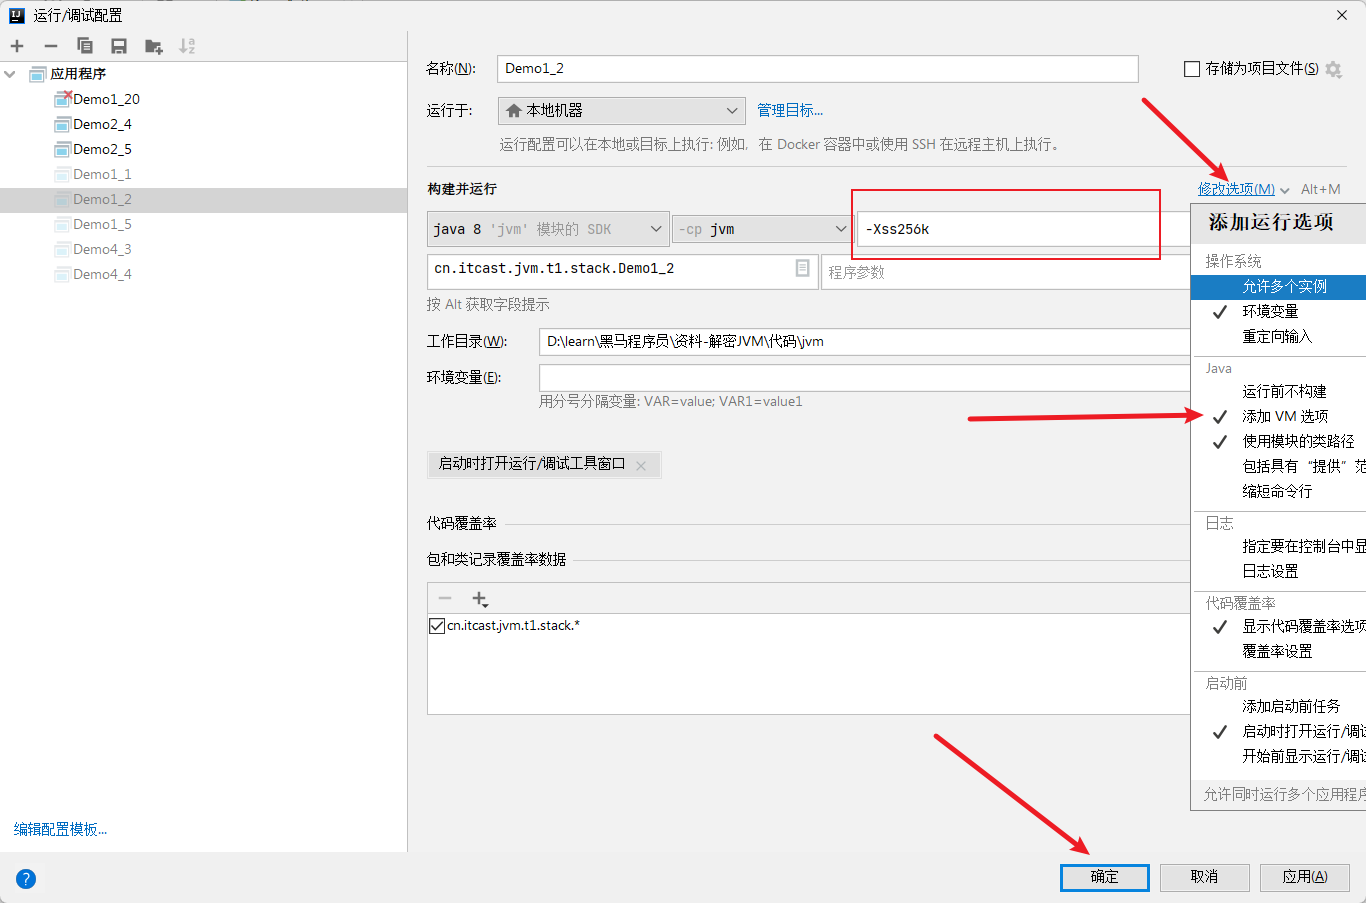 运行/调试配置
应用程序
Demo1_20
Demo2_4
Demo2_5
Demo1_1
Demo1_2
Demo1_5
Demo4_3
Demo4_4
编辑配置模板...
名称(N):
Demo1_2
存储为项目文件(S)
运行于:
本地机器
管理目标...
运行配置可以在本地或目标上执行: 例如, 在 Docker 容器中或使用 SSH 在远程主机上执行。
构建并运行
修改选项(M) Alt+M
java 8 'jvm' 模块的 SDK
-cp jvm
-Xss256k
cn.itcast.jvm.t1.stack.Demo1_2
程序参数
按 Alt 获取字段提示
工作目录(W):
D:\learn\黑马程序员\资料-解密JVM\代码\jvm
环境变量(E):
用分号分隔变量: VAR=value; VAR1=value1
启动时打开运行/调试工具窗口
代码覆盖率
包和类记录覆盖率数据
cn.itcast.jvm.t1.stack.*
添加运行选项
操作系统
允许多个实例
环境变量
重定向输入
Java
运行前不构建
添加 VM 选项
使用模块的类路径
包括具有 “提供” 范
缩短命令行
日志
指定要在控制台中显
日志设置
代码覆盖率
显示代码覆盖率选项
覆盖率设置
启动前
添加启动前任务
启动时打开运行/调试
开始前显示运行/调试
允许同时运行多个应用程序
?
确定
取消
应用(A)